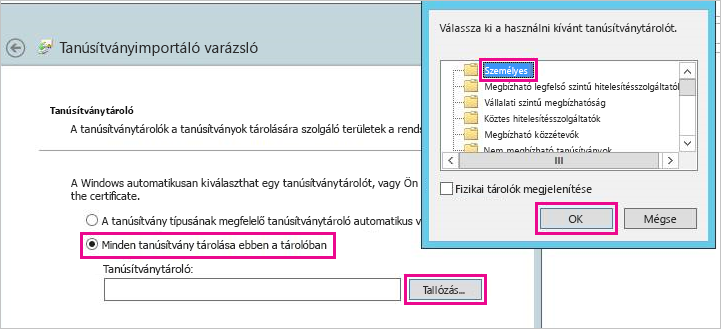 Tanúsítványimportáló varázsló
Tanúsítványtároló
A tanúsítványtárolók a tanúsítványok tárolására szolgáló területek a rends
A Windows automatikusan kiválaszthat egy tanúsítványtárolót, vagy Ön
the certificate.
A tanúsítvány típusának megfelelő tanúsítványtároló automatikus v
Minden tanúsítvány tárolása ebben a tárolóban
Tanúsítványtároló:
Tallózás...
Válassza ki a használni kívánt tanúsítványtárolót.
Személyes
Megbízható legfelső szintű hitelesítésszolgáltatók
Vállalati szintű megbízhatóság
Köztes hitelesítésszolgáltatók
Megbízható közzétevők
Nem megbízható tanúsítványok
Fizikai tárolók megjelenítése
OK
Mégse